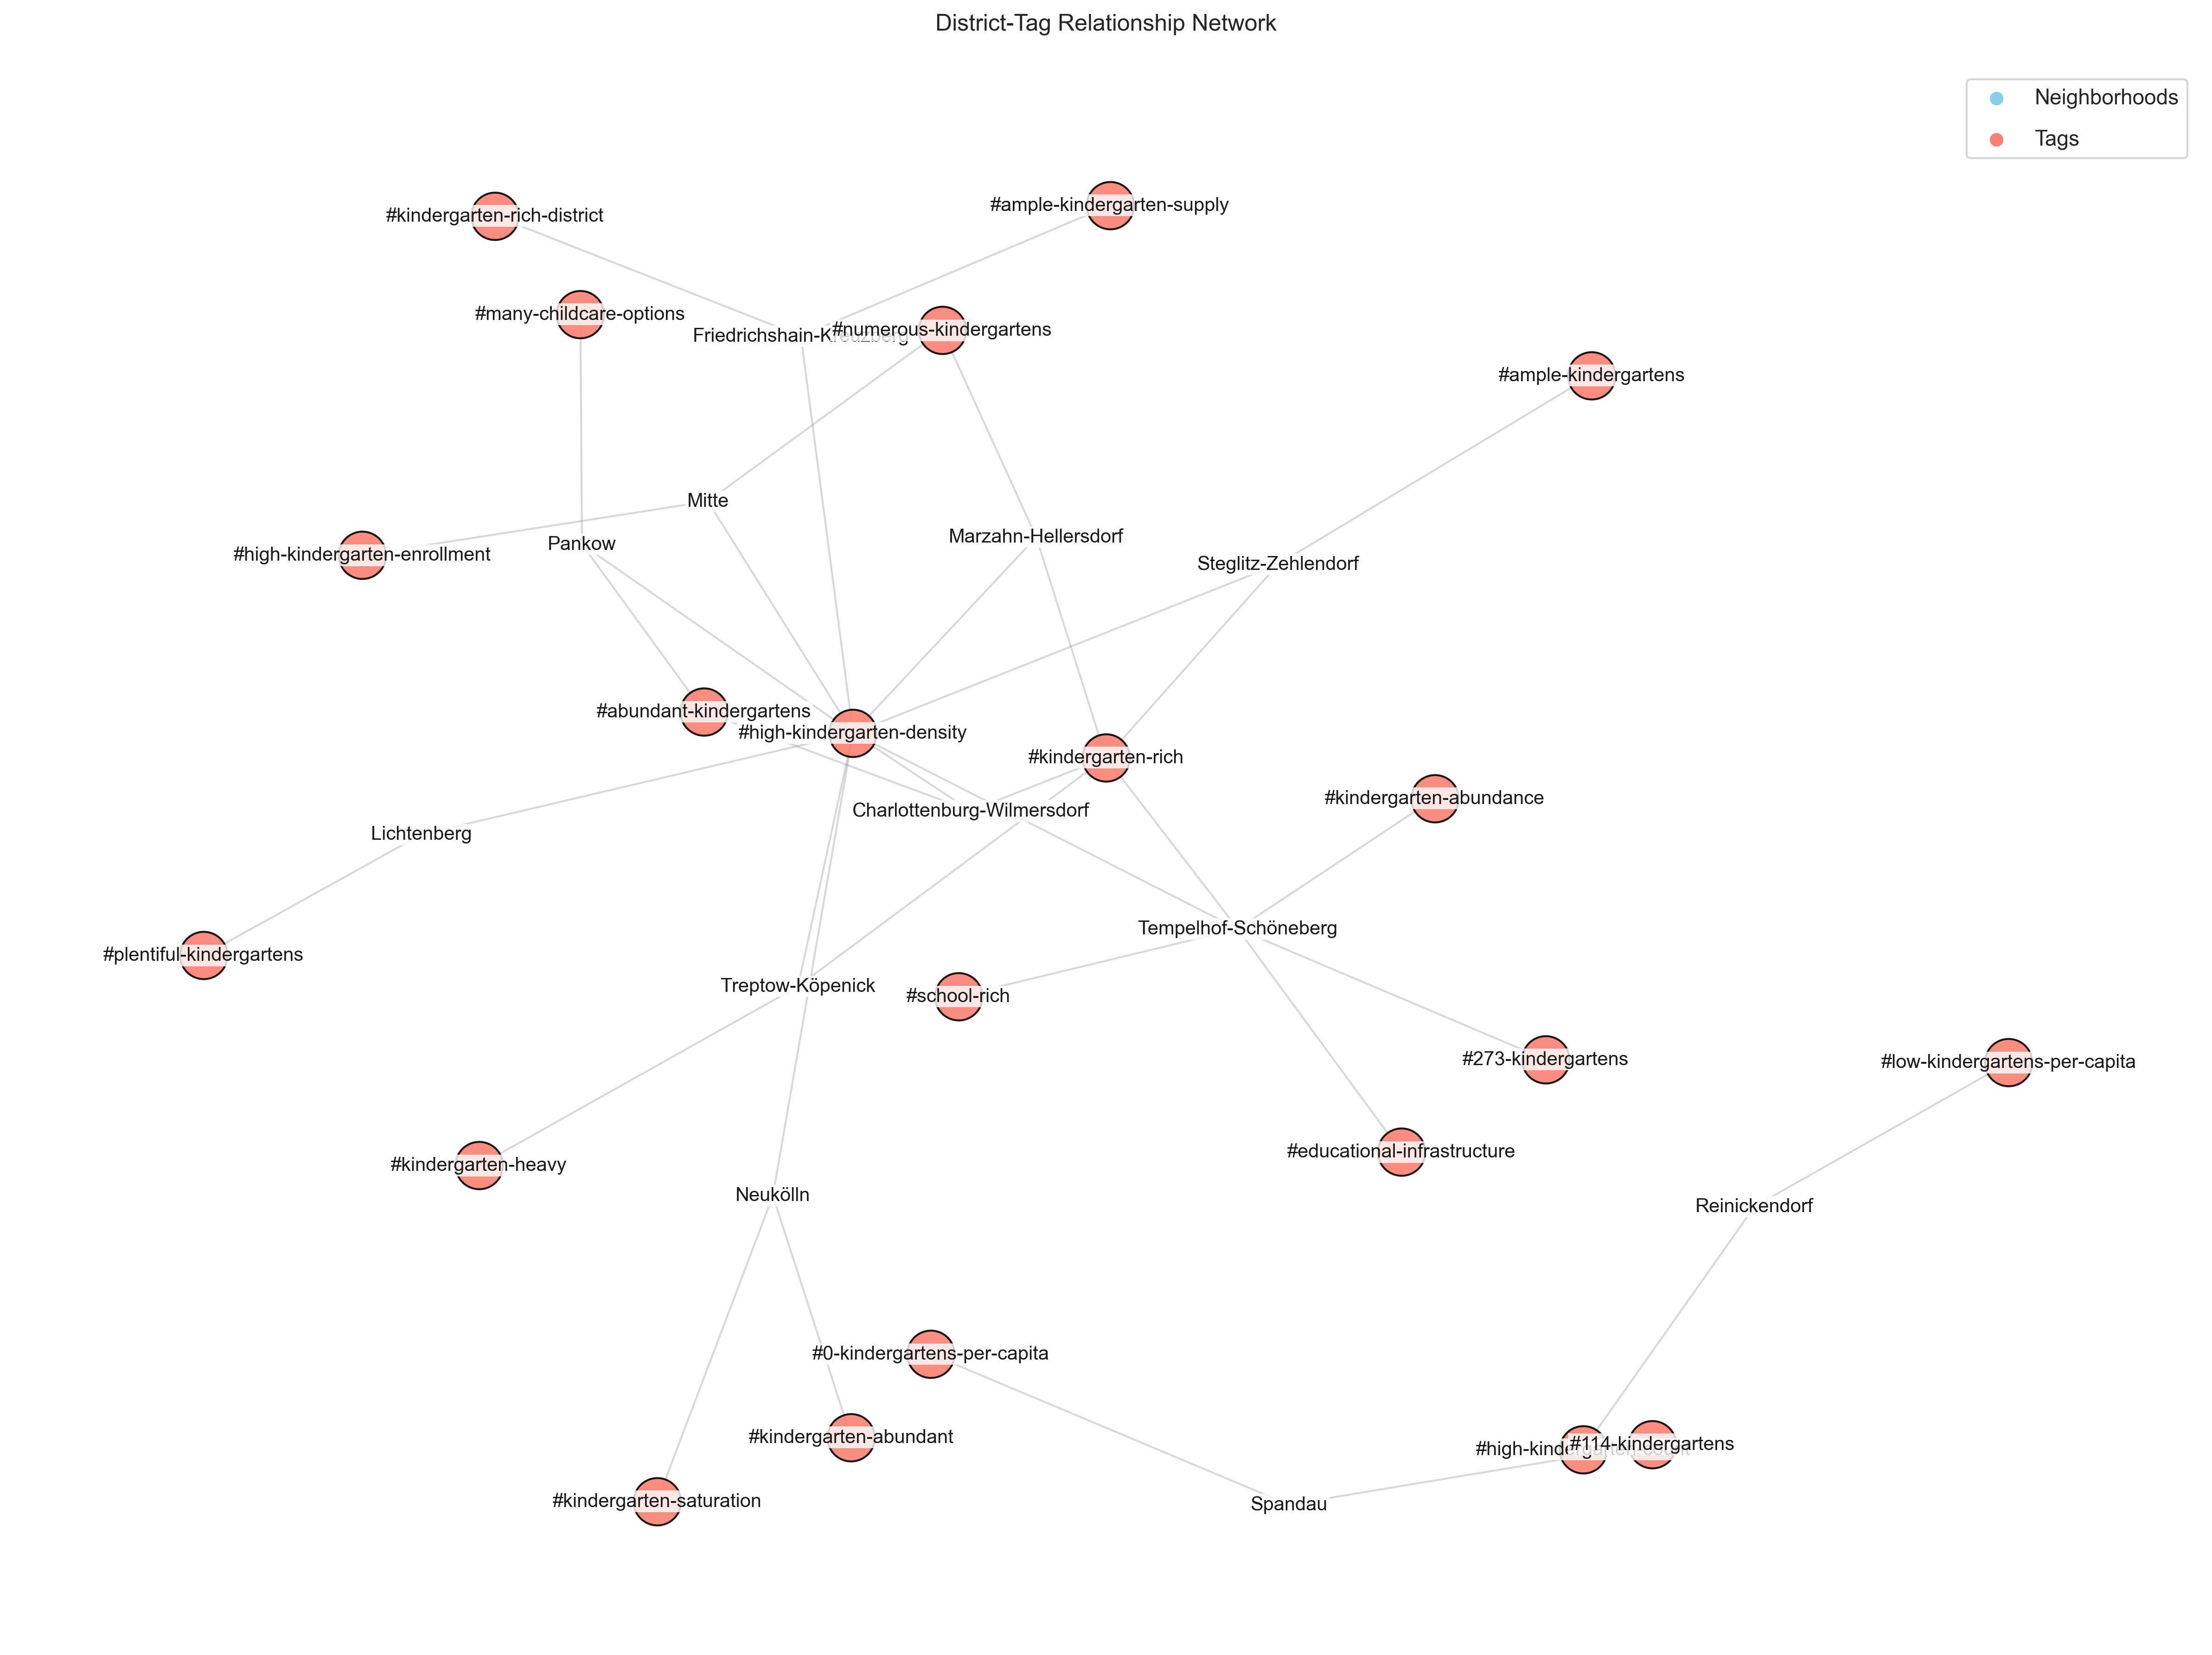 District-Tag Relationship Network
Neighborhoods
Tags
#kindergarten-rich-district
#ample-kindergarten-supply
#many-childcare-options
Friedrichshain-Kreuzberg
#numerous-kindergartens
#ample-kindergartens
Mitte
Marzahn-Hellersdorf
Pankow
#high-kindergarten-enrollment
Steglitz-Zehlendorf
#abundant-kindergartens
#high-kindergarten-density
#kindergarten-rich
#kindergarten-abundance
Charlottenburg-Wilmersdorf
Lichtenberg
Tempelhof-Schöneberg
#plentiful-kindergartens
Treptow-Köpenick
#school-rich
#273-kindergartens
#low-kindergartens-per-capita
#educational-infrastructure
#kindergarten-heavy
Neukölln
Reinickendorf
#0-kindergartens-per-capita
#kindergarten-abundant
#high-kindergarten-count
#114-kindergartens
#kindergarten-saturation
Spandau